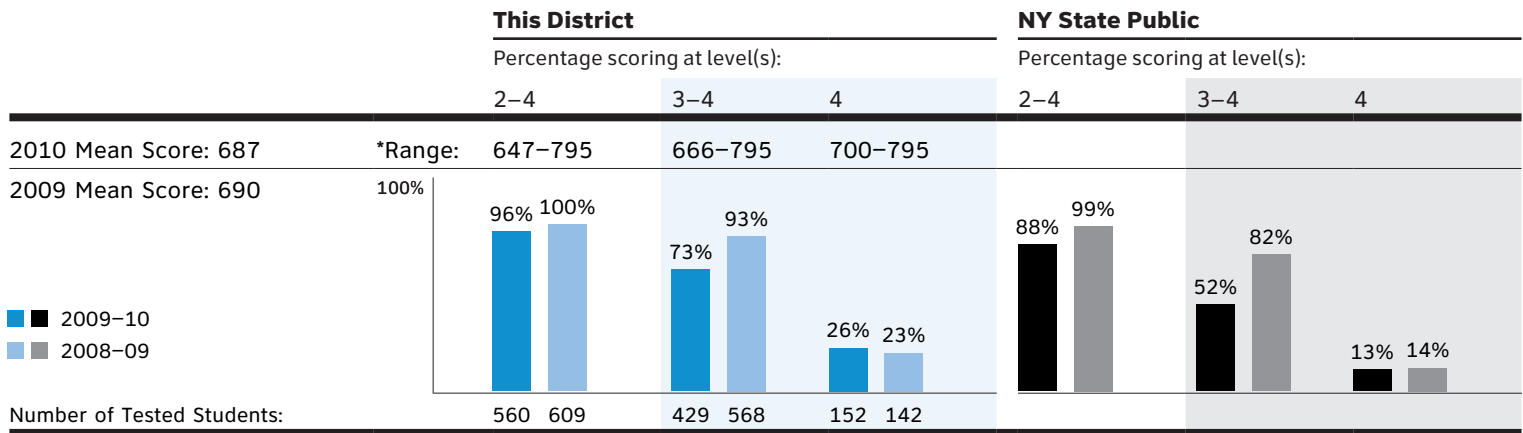 This District NY State Public
Percentage scoring at level(s): Percentage scoring at level(s):
2–4 3–4 4 2–4 3–4 4
2010 Mean Score: 687 *Range: 647–795 666–795 700–795
2009 Mean Score: 690 100%
96% 100% 73% 93% 26% 23% 88% 99% 52% 82% 13% 14%
2009–10
2008–09
Number of Tested Students: 560 609 429 568 152 142